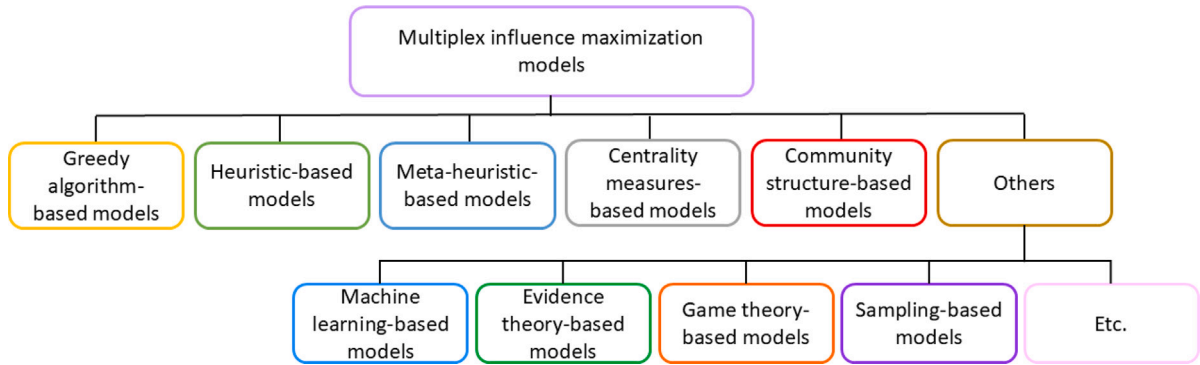 Multiplex influence maximization
models
Greedy
algorithm-
based models
Heuristic-based
models
Meta-heuristic-
based models
Centrality
measures-
based models
Community
structure-based
models
Others
Machine
learning-based
models
Evidence
theory-based
models
Game theory-
based models
Sampling-based
models
Etc.